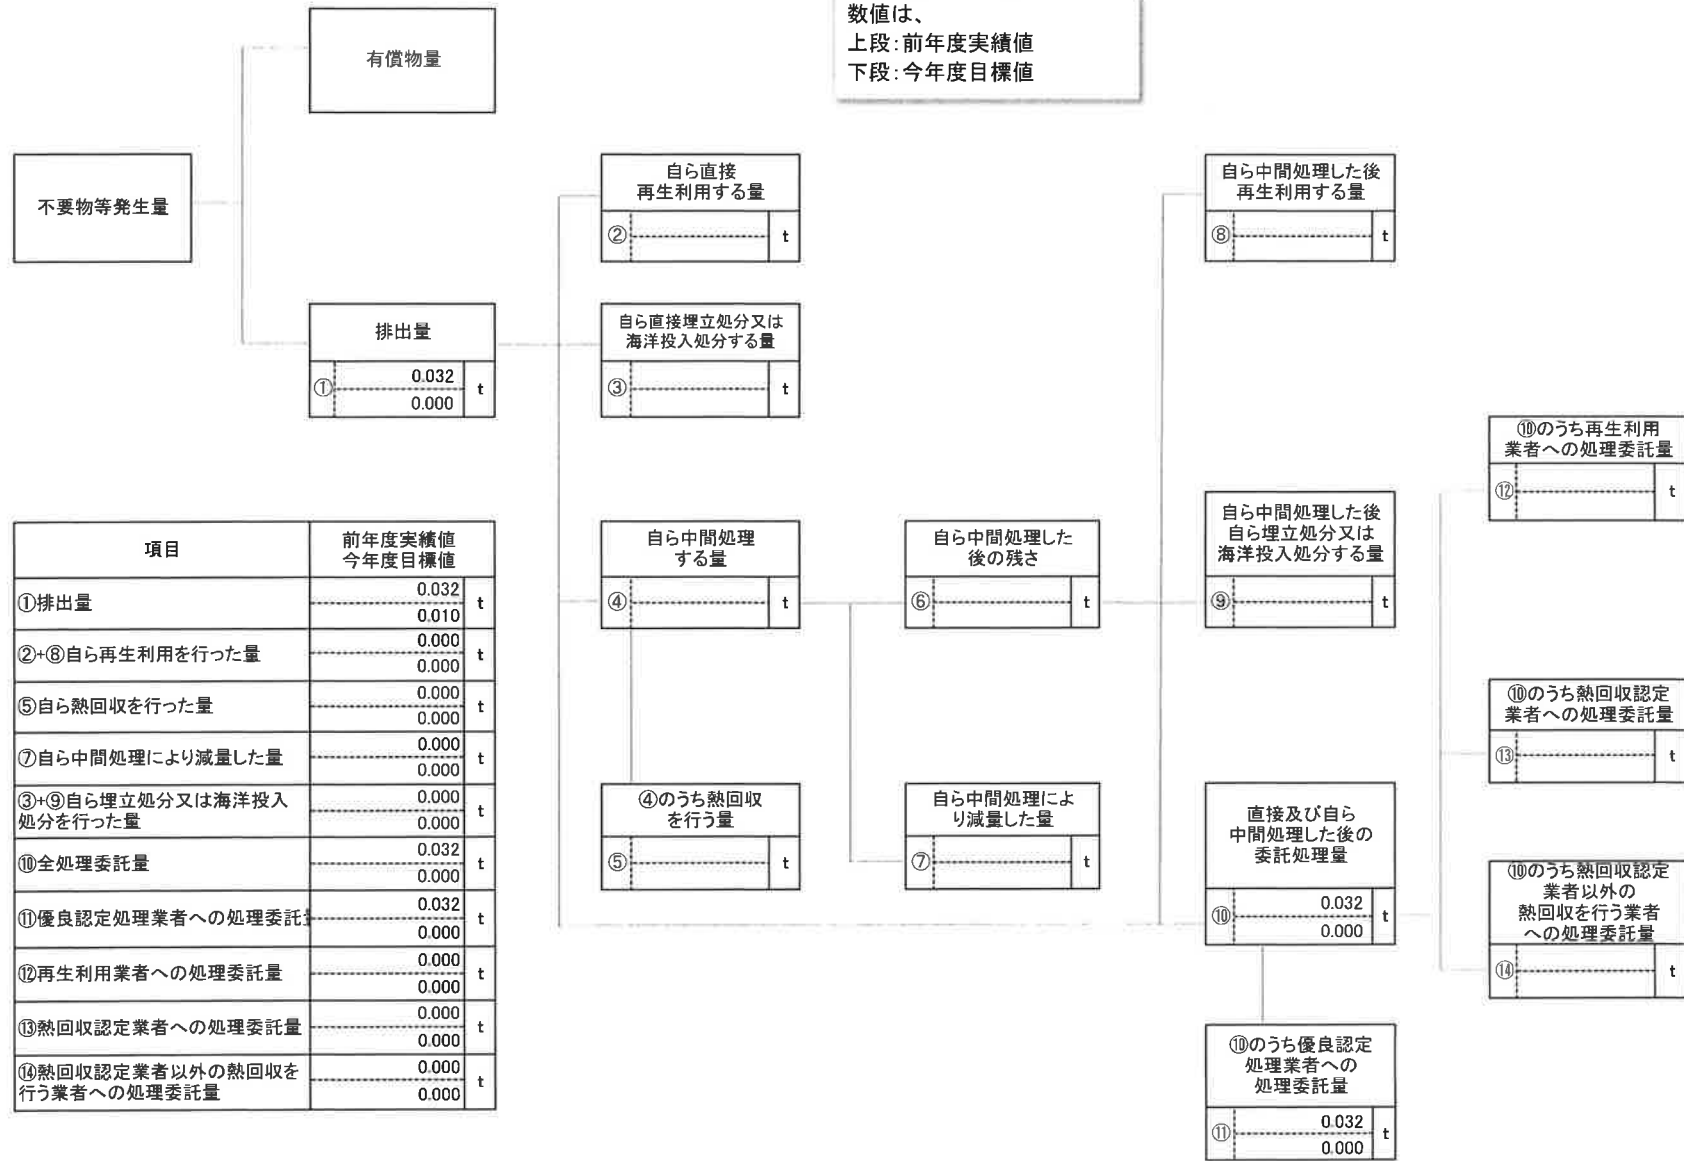 数値は、
上段：前年度実績値
下段：今年度目標値
有償物量
不要物等発生量
排出量
①
0.032
0.000
t
自ら直接
再生利用する量
②
t
自ら直接埋立処分又は
海洋投入処分する量
③
t
自ら中間処理
する量
④
t
④のうち熱回収
を行う量
⑤
t
自ら中間処理した
後の残さ
⑥
t
自ら中間処理によ
り減量した量
⑦
t
自ら中間処理した後
再生利用する量
⑧
t
自ら中間処理した後
自ら埋立処分又は
海洋投入処分する量
⑨
t
直接及び自ら
中間処理した後の
委託処理量
⑩
0.032
0.000
t
⑩のうち優良認定
処理業者への
処理委託量
⑪
0.032
0.000
t
⑩のうち再生利用
業者への処理委託量
⑫
t
⑩のうち熱回収認定
業者への処理委託量
⑬
t
⑩のうち熱回収認定
業者以外の
熱回収を行う業者
への処理委託量
⑭
t
項目
前年度実績値
今年度目標値
①排出量
0.032
0.010
t
②+⑧自ら再生利用を行った量
0.000
0.000
t
⑤自ら熱回収を行った量
0.000
0.000
t
⑦自ら中間処理により減量した量
0.000
0.000
t
③+⑨自ら埋立処分又は海洋投入
処分を行った量
0.000
0.000
t
⑩全処理委託量
0.032
0.000
t
⑪優良認定処理業者への処理委託
0.032
0.000
t
⑫再生利用業者への処理委託量
0.000
0.000
t
⑬熱回収認定業者への処理委託量
0.000
0.000
t
⑭熱回収認定業者以外の熱回収を
行う業者への処理委託量
0.000
0.000
t